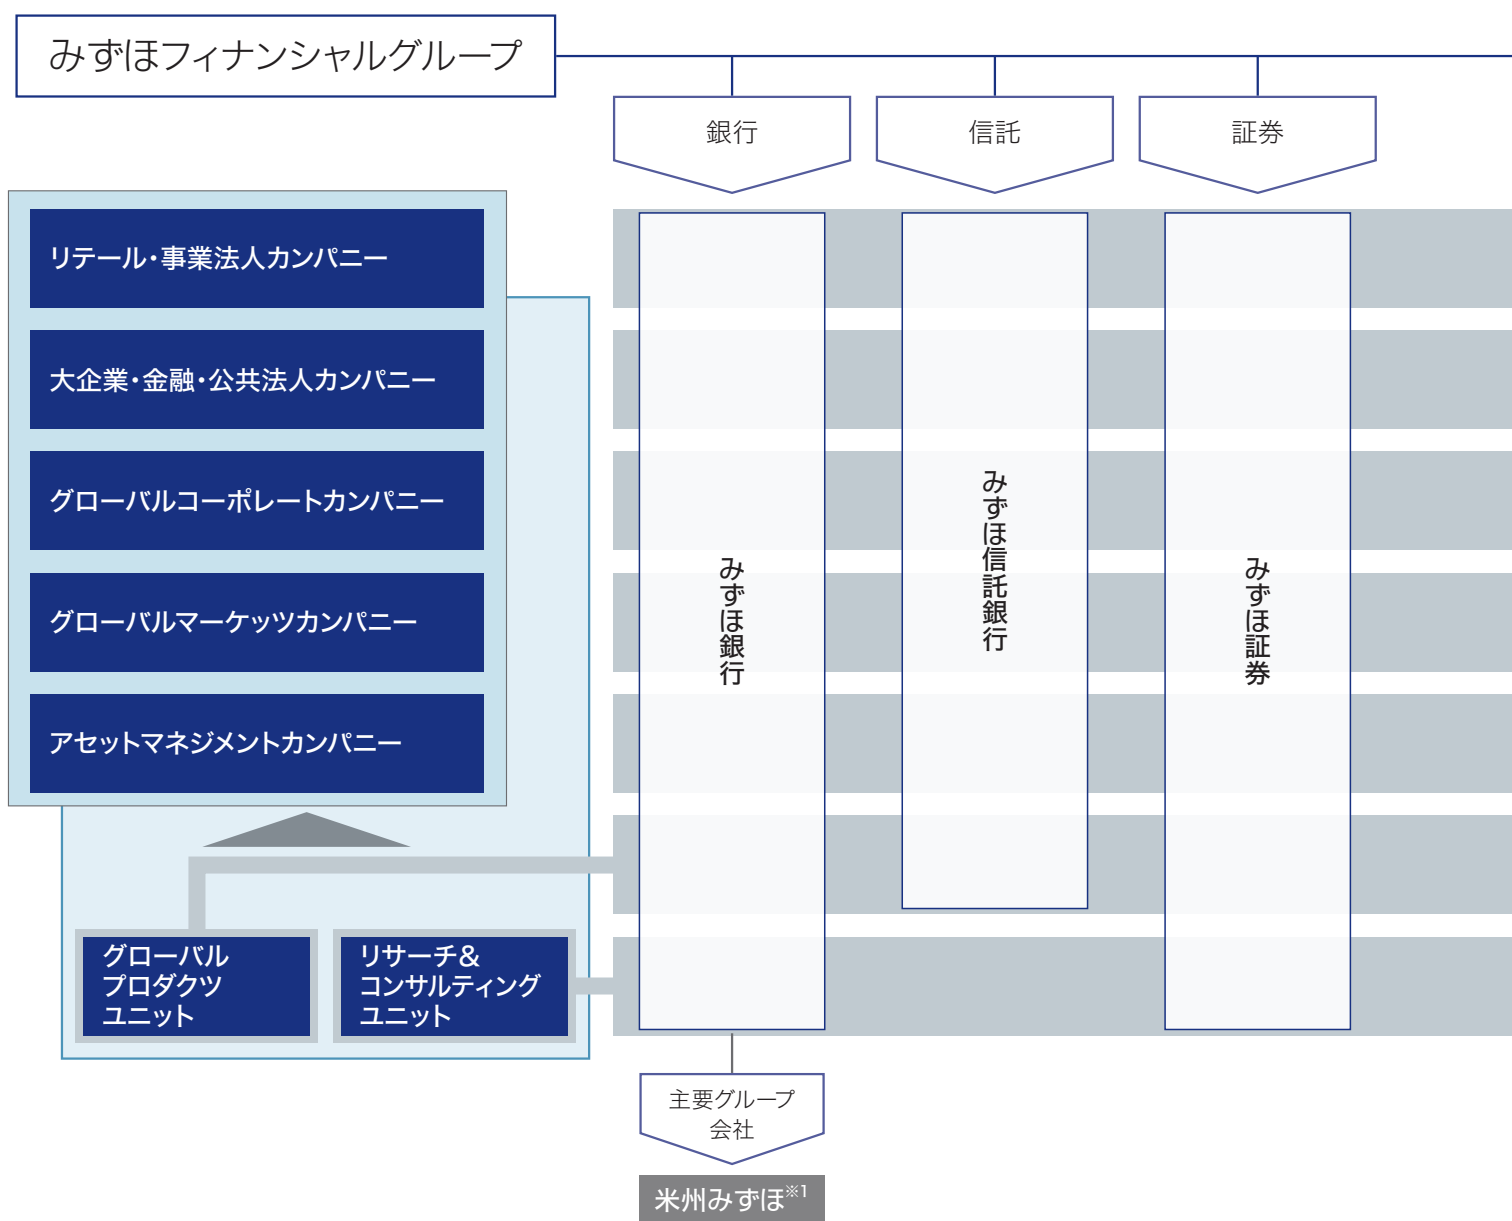 みずほフィナンシャルグループ
銀行
信託
証券
リテール・事業法人カンパニー
大企業・金融・公共法人カンパニー
グローバルコーポレートカンパニー
グローバルマーケッツカンパニー
アセットマネジメントカンパニー
みずほ銀行
みずほ信託銀行
みずほ証券
グローバル
プロダクツ
ユニット
リサーチ＆
コンサルティング
ユニット
主要グループ
会社
米州みずほ※1